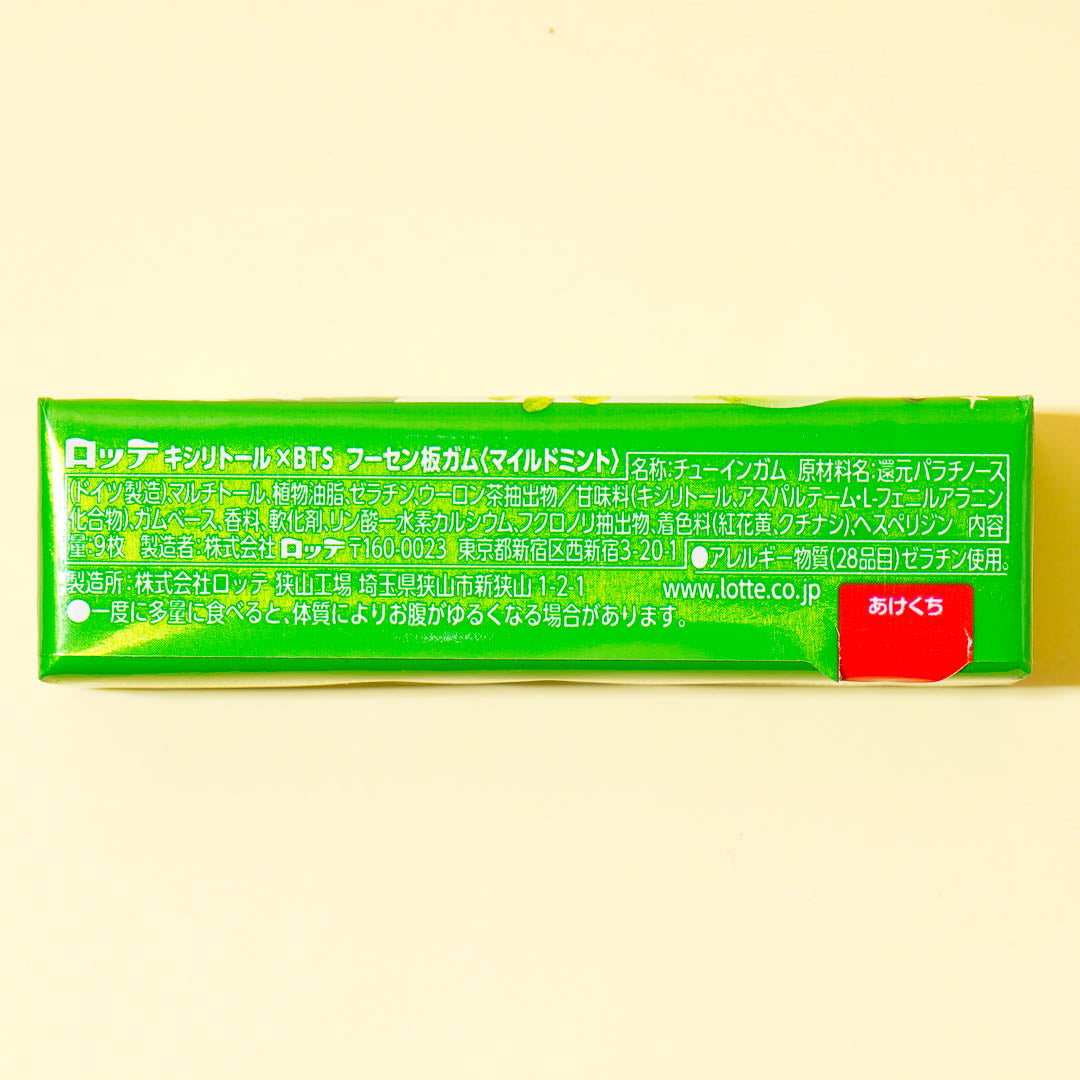 ロッテ キシリトール×BTS フーセン板ガム〈マイルドミント〉 名称:チューインガム 原材料名:還元パラチノース
(ドイツ製造)、マルチトール、植物油脂、ゼラチン、ウーロン茶抽出物/甘味料(キシリトール、アスパルテーム・L-フェニルアラニン
化合物)、ガムベース、香料、軟化剤、リン酸一水素カルシウム、フクロノリ抽出物、着色料(紅花黄、クチナシ)、ヘスペリジン 内容
量:9枚 製造者:株式会社 ロッテ 〒160-0023 東京都新宿区西新宿3-20-1 ●アレルギー物質(28品目)ゼラチン使用。
製造所:株式会社ロッテ 狭山工場 埼玉県狭山市新狭山 1-2-1 www.lotte.co.jp
●一度に多量に食べると、体質によりお腹がゆるくなる場合があります。
あけくち